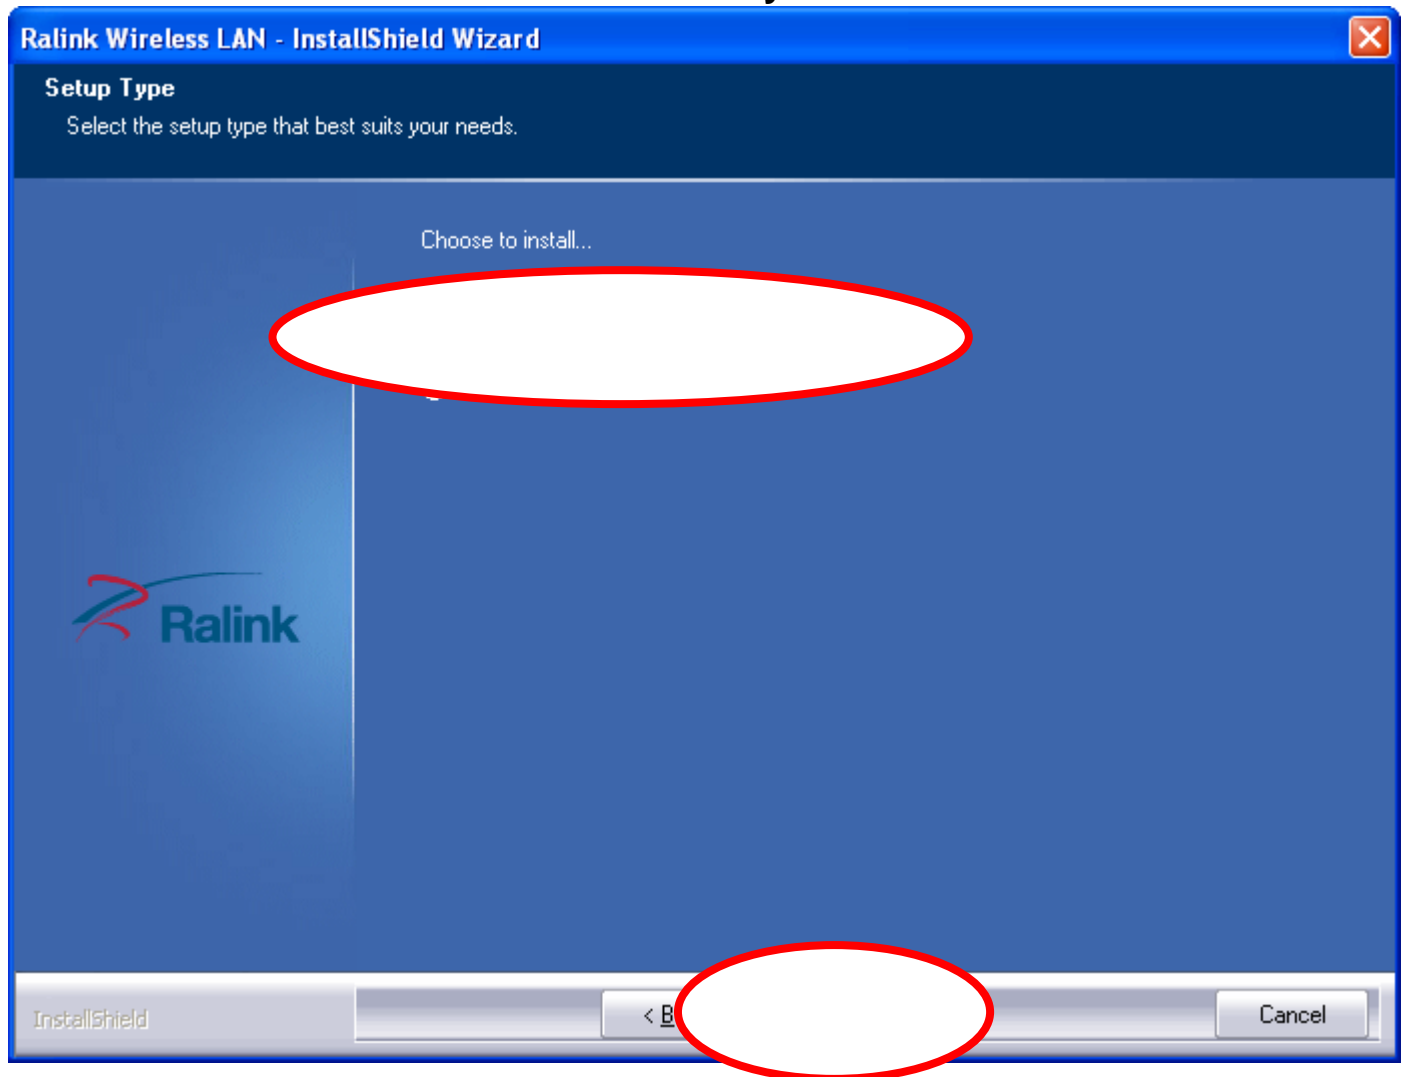 Ralink Wireless LAN - InstallShield Wizard
Setup Type
Select the setup type that best suits your needs.
Choose to install...
Ralink
InstallShield
< B
Cancel